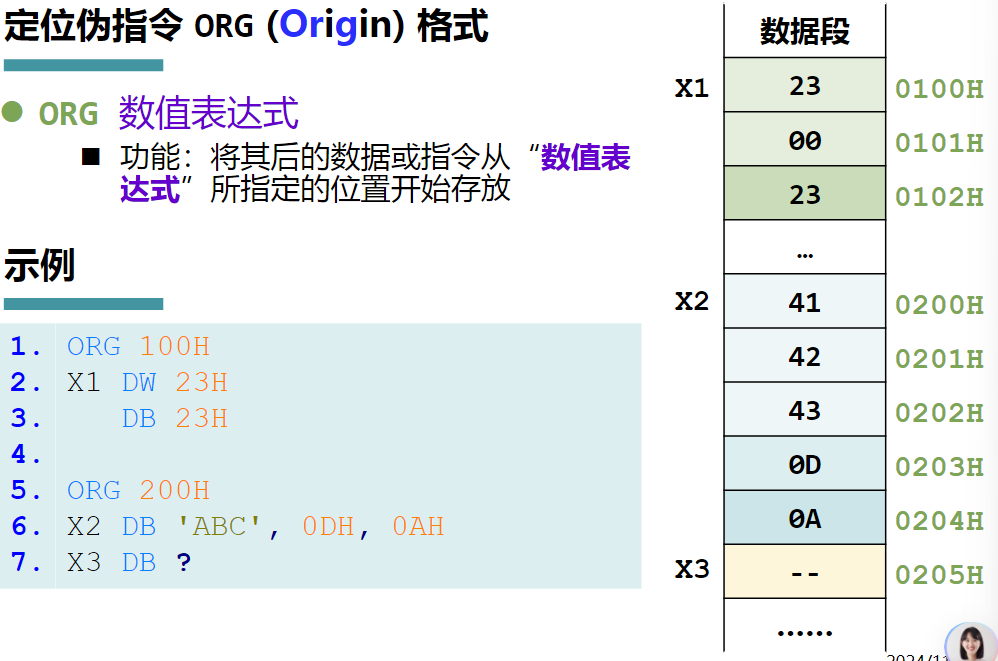 定位伪指令 ORG (Origin) 格式
ORG 数值表达式
功能：将其后的数据或指令从“数值表
达式”所指定的位置开始存放
示例
1. ORG 100H
2. X1 DW 23H
3. DB 23H
4.
5. ORG 200H
6. X2 DB 'ABC', 0DH, 0AH
7. X3 DB ?
数据段
X1 23 0100H
00 0101H
23 0102H
…
X2 41 0200H
42 0201H
43 0202H
0D 0203H
0A 0204H
X3 -- 0205H
……